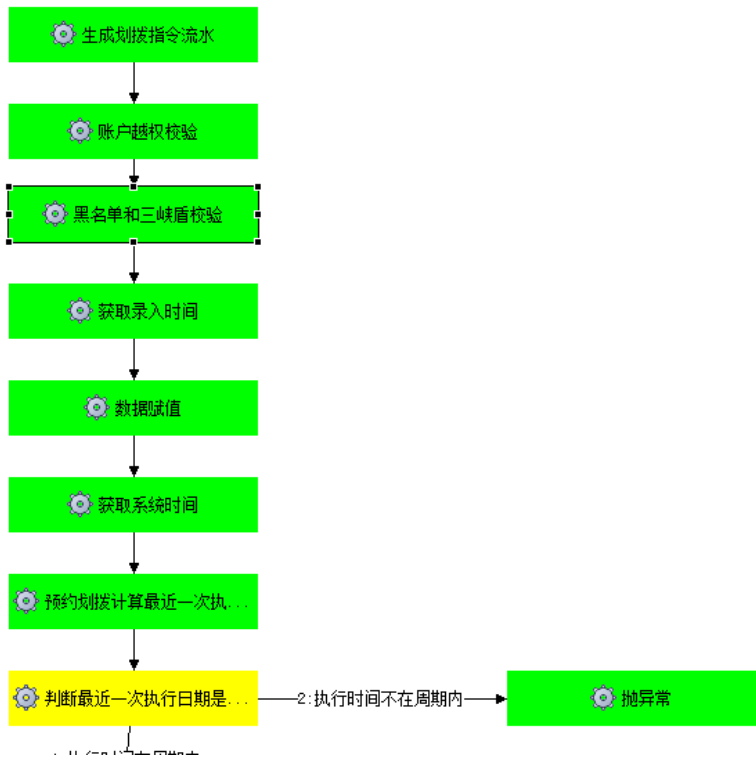 生成划拨指令流水
账户越权校验
黑名单和三峡盾校验
获取录入时间
数据赋值
获取系统时间
预约划拨计算最近一次执...
判断最近一次执行日期是...
2:执行时间不在周期内
抛异常